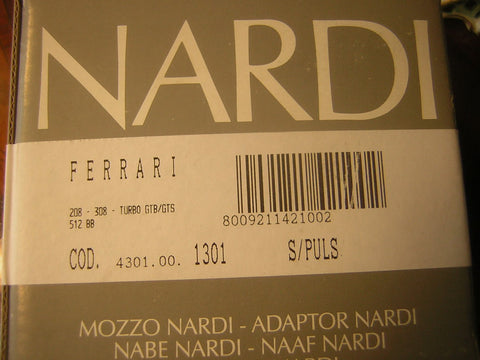 NARDI
FERRARI
208 - 308 - TURBO GTB/GTS
512 BB
8009211421002
COD. 4301.00. 1301 S/PULS
MOZZO NARDI - ADAPTOR NARDI
NABE NARDI - NAAF NARDI
NARDI